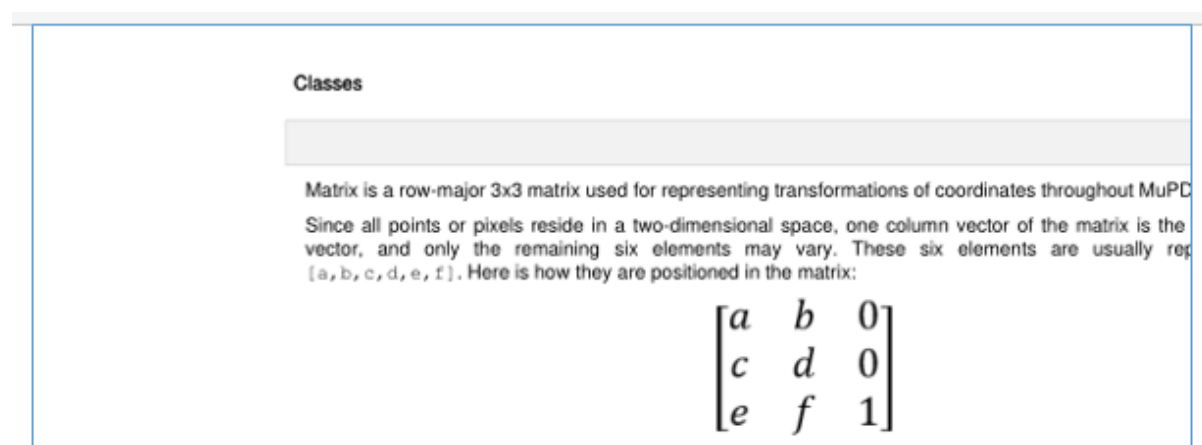 Classes
Matrix is a row-major 3x3 matrix used for representing transformations of coordinates throughout MuPD
Since all points or pixels reside in a two-dimensional space, one column vector of the matrix is the
vector, and only the remaining six elements may vary. These six elements are usually rep
[a,b,c,d,e,f]. Here is how they are positioned in the matrix:
a b 0
c d 0
e f 1